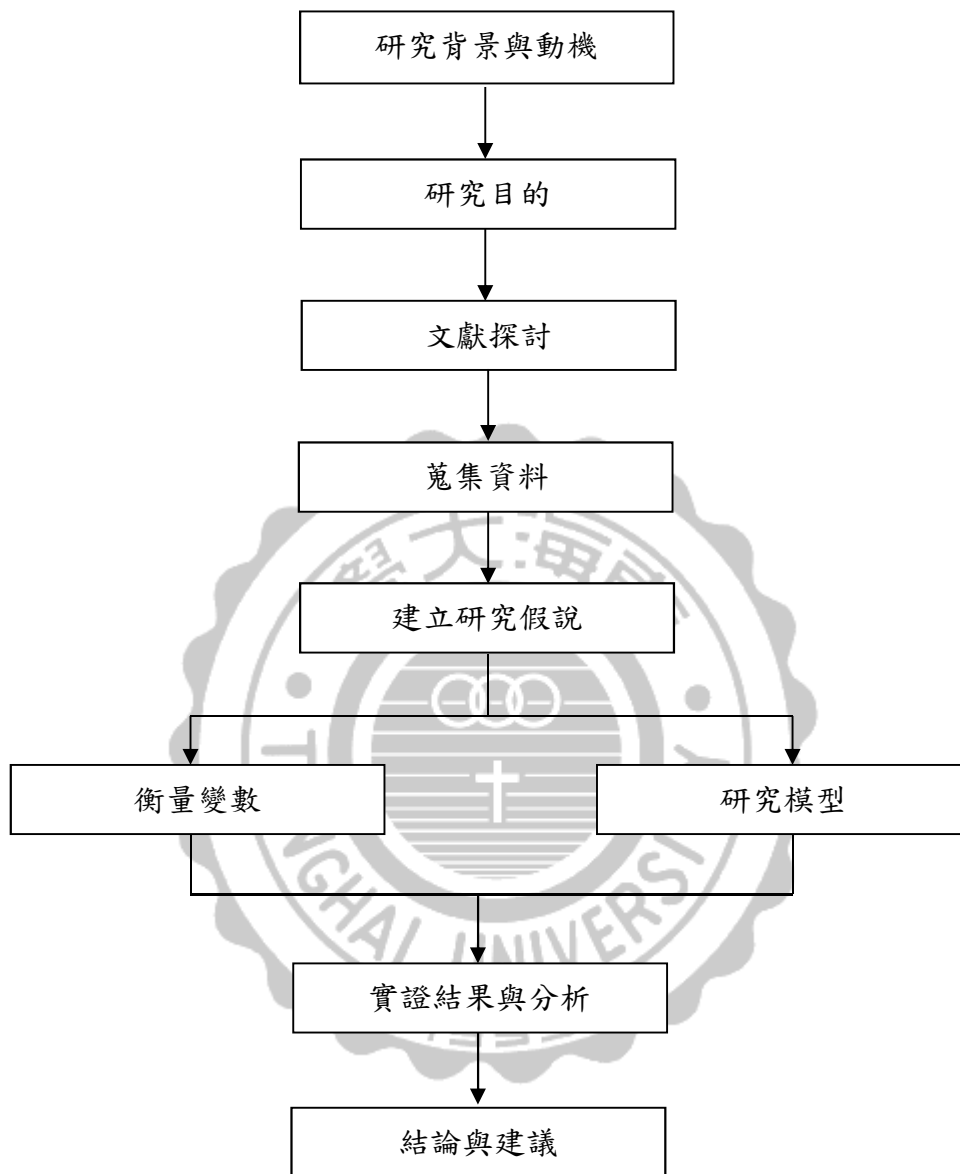 研究背景與動機
研究目的
文獻探討
蒐集資料
建立研究假說
衡量變數
研究模型
實證結果與分析
結論與建議